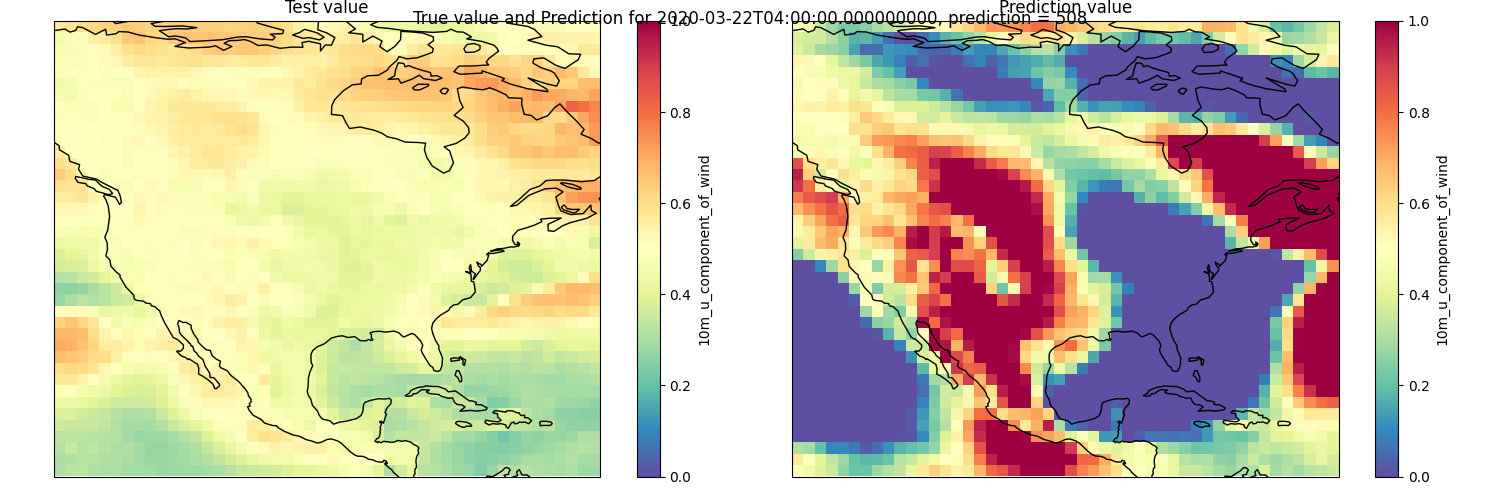 Test value
True value and Prediction for 2020-03-22T04:00:00.000000000, prediction = 508
Prediction value
1.0
0.8
0.6
0.4
0.2
0.0
10m_u_component_of_wind
1.0
0.8
0.6
0.4
0.2
0.0
10m_u_component_of_wind